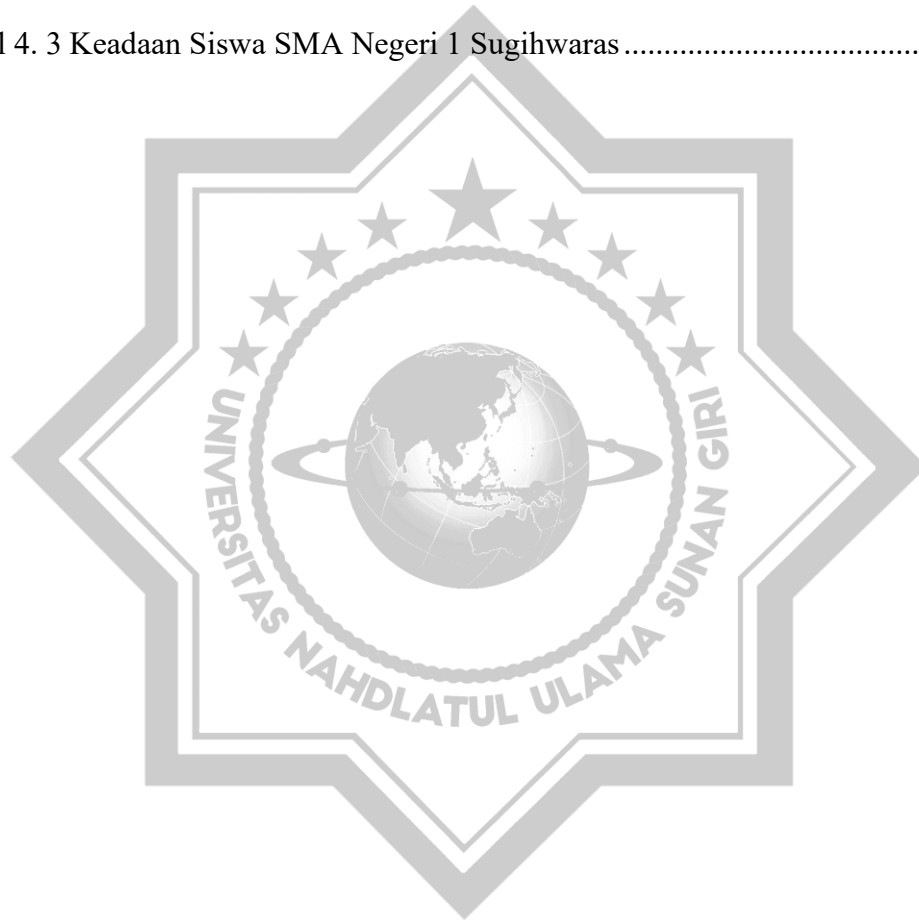 l 4. 3 Keadaan Siswa SMA Negeri 1 Sugihwaras .....................................
UNIVERSITAS NAHDLATUL ULAMA SUNAN GIRI